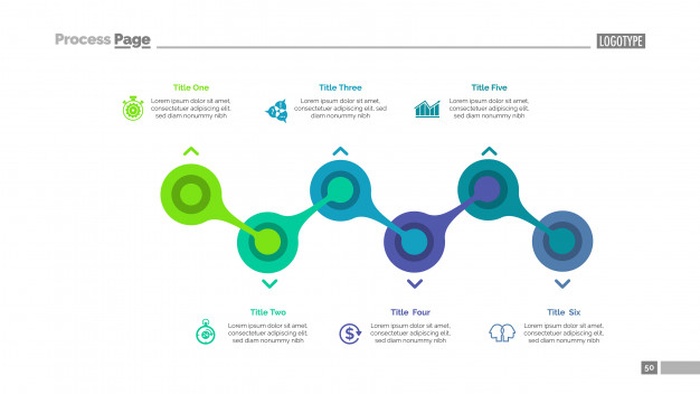 Process Page
LOGOTYPE
Title One
Lorem ipsum dolor sit amet,
consectetuer adipiscing elit,
sed diam nonummy nibh
Title Three
Lorem ipsum dolor sit amet,
consectetuer adipiscing elit,
sed diam nonummy nibh
Title Five
Lorem ipsum dolor sit amet,
consectetuer adipiscing elit,
sed diam nonummy nibh
Title Two
Lorem ipsum dolor sit amet,
consectetuer adipiscing elit,
sed diam nonummy nibh
Title Four
$
Lorem ipsum dolor sit amet,
consectetuer adipiscing elit,
sed diam nonummy nibh
Title Six
Lorem ipsum dolor sit amet,
consectetuer adipiscing elit,
sed diam nonummy nibh
50